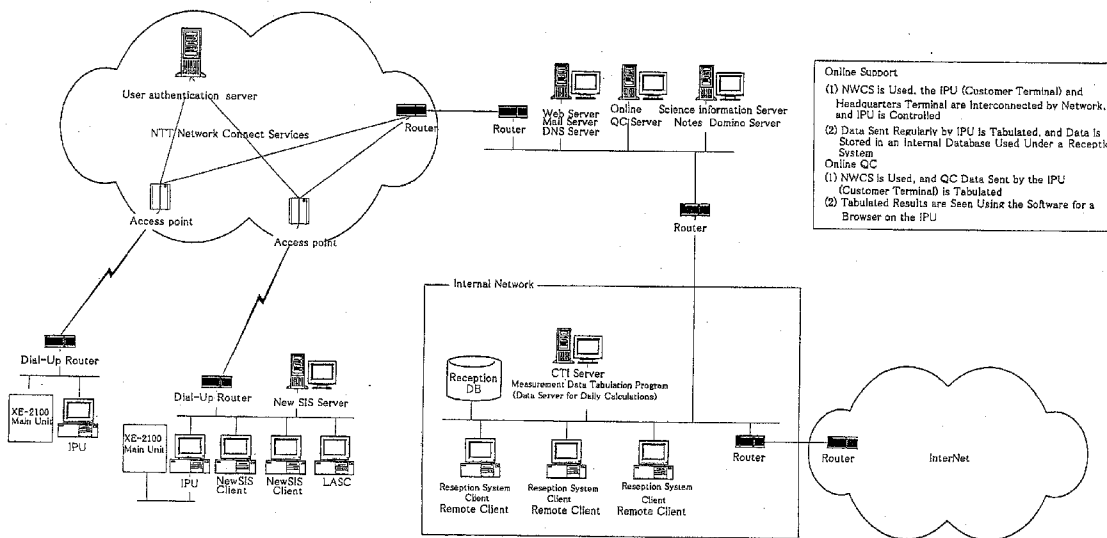 User authentication server
NTT Network Connect Services
Router
Access point
Access point
Router
Web Server
Mail Server
DNS Server
Online
QC Server
Science Information Server
Notes Domino Server
Router
Online Support
(1) NWCS is Used, the IPU (Customer Terminal) and
Headquarters Terminal are Interconnected by Network,
and IPU is Controlled
(2) Data Sent Regularly by IPU is Tabulated, and Data is
Stored in an Internal Database Used Under a Reception
System
Online QC
(1) NWCS is Used, and QC Data Sent by the IPU
(Customer Terminal) is Tabulated
(2) Tabulated Results are Seen Using the Software for a
Browser on the IPU
Dial-Up Router
XE-2100
Main Unit
IPU
Dial-Up Router
New SIS Server
XE-2100
Main Unit
IPU
NewSIS
Client
NewSIS
Client
LASC
Internal Network
Reception
DB
CTI Server
Measurement Data Tabulation Program
(Data Server for Daily Calculations)
Reseption System
Client
Remote Client
Reseption System
Client
Remote Client
Reseption System
Client
Remote Client
Router
Router
InterNet